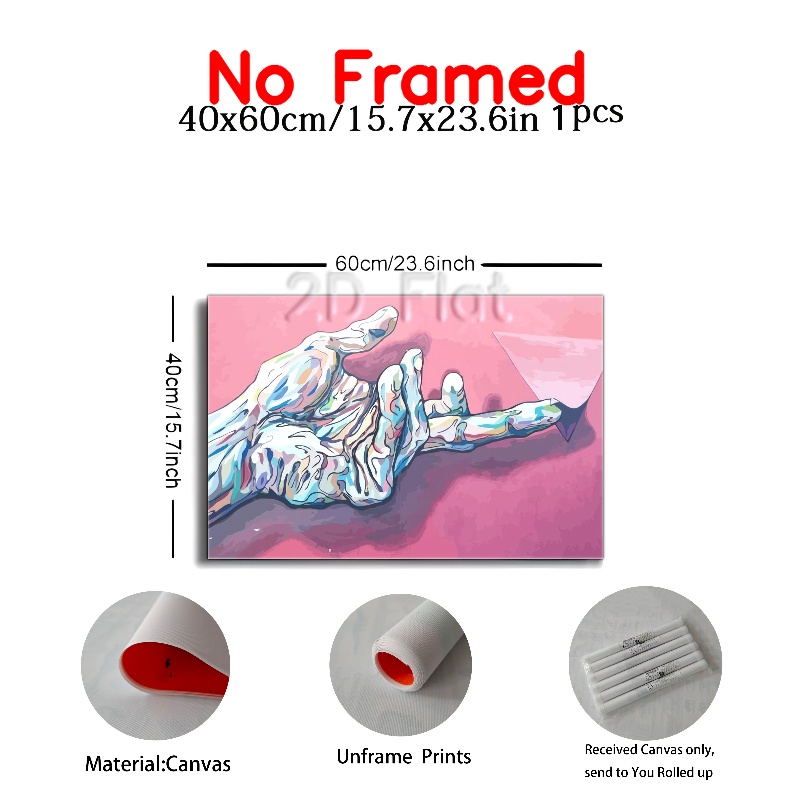 No Framed
40x60cm/15.7x23.6in 1pcs
60cm/23.6inch
2D Flat
40cm/15.7inch
Material:Canvas
Unframe Prints
Received Canvas only,
send to You Rolled up